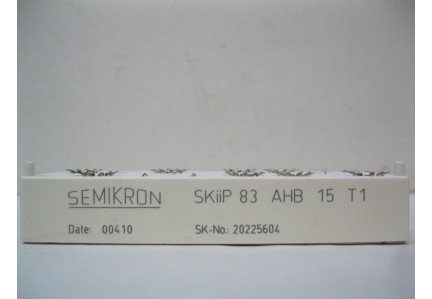 SEMIKRON SKiiP 83 AHB 15 T1
Date: 00410 SK-No.: 20225604